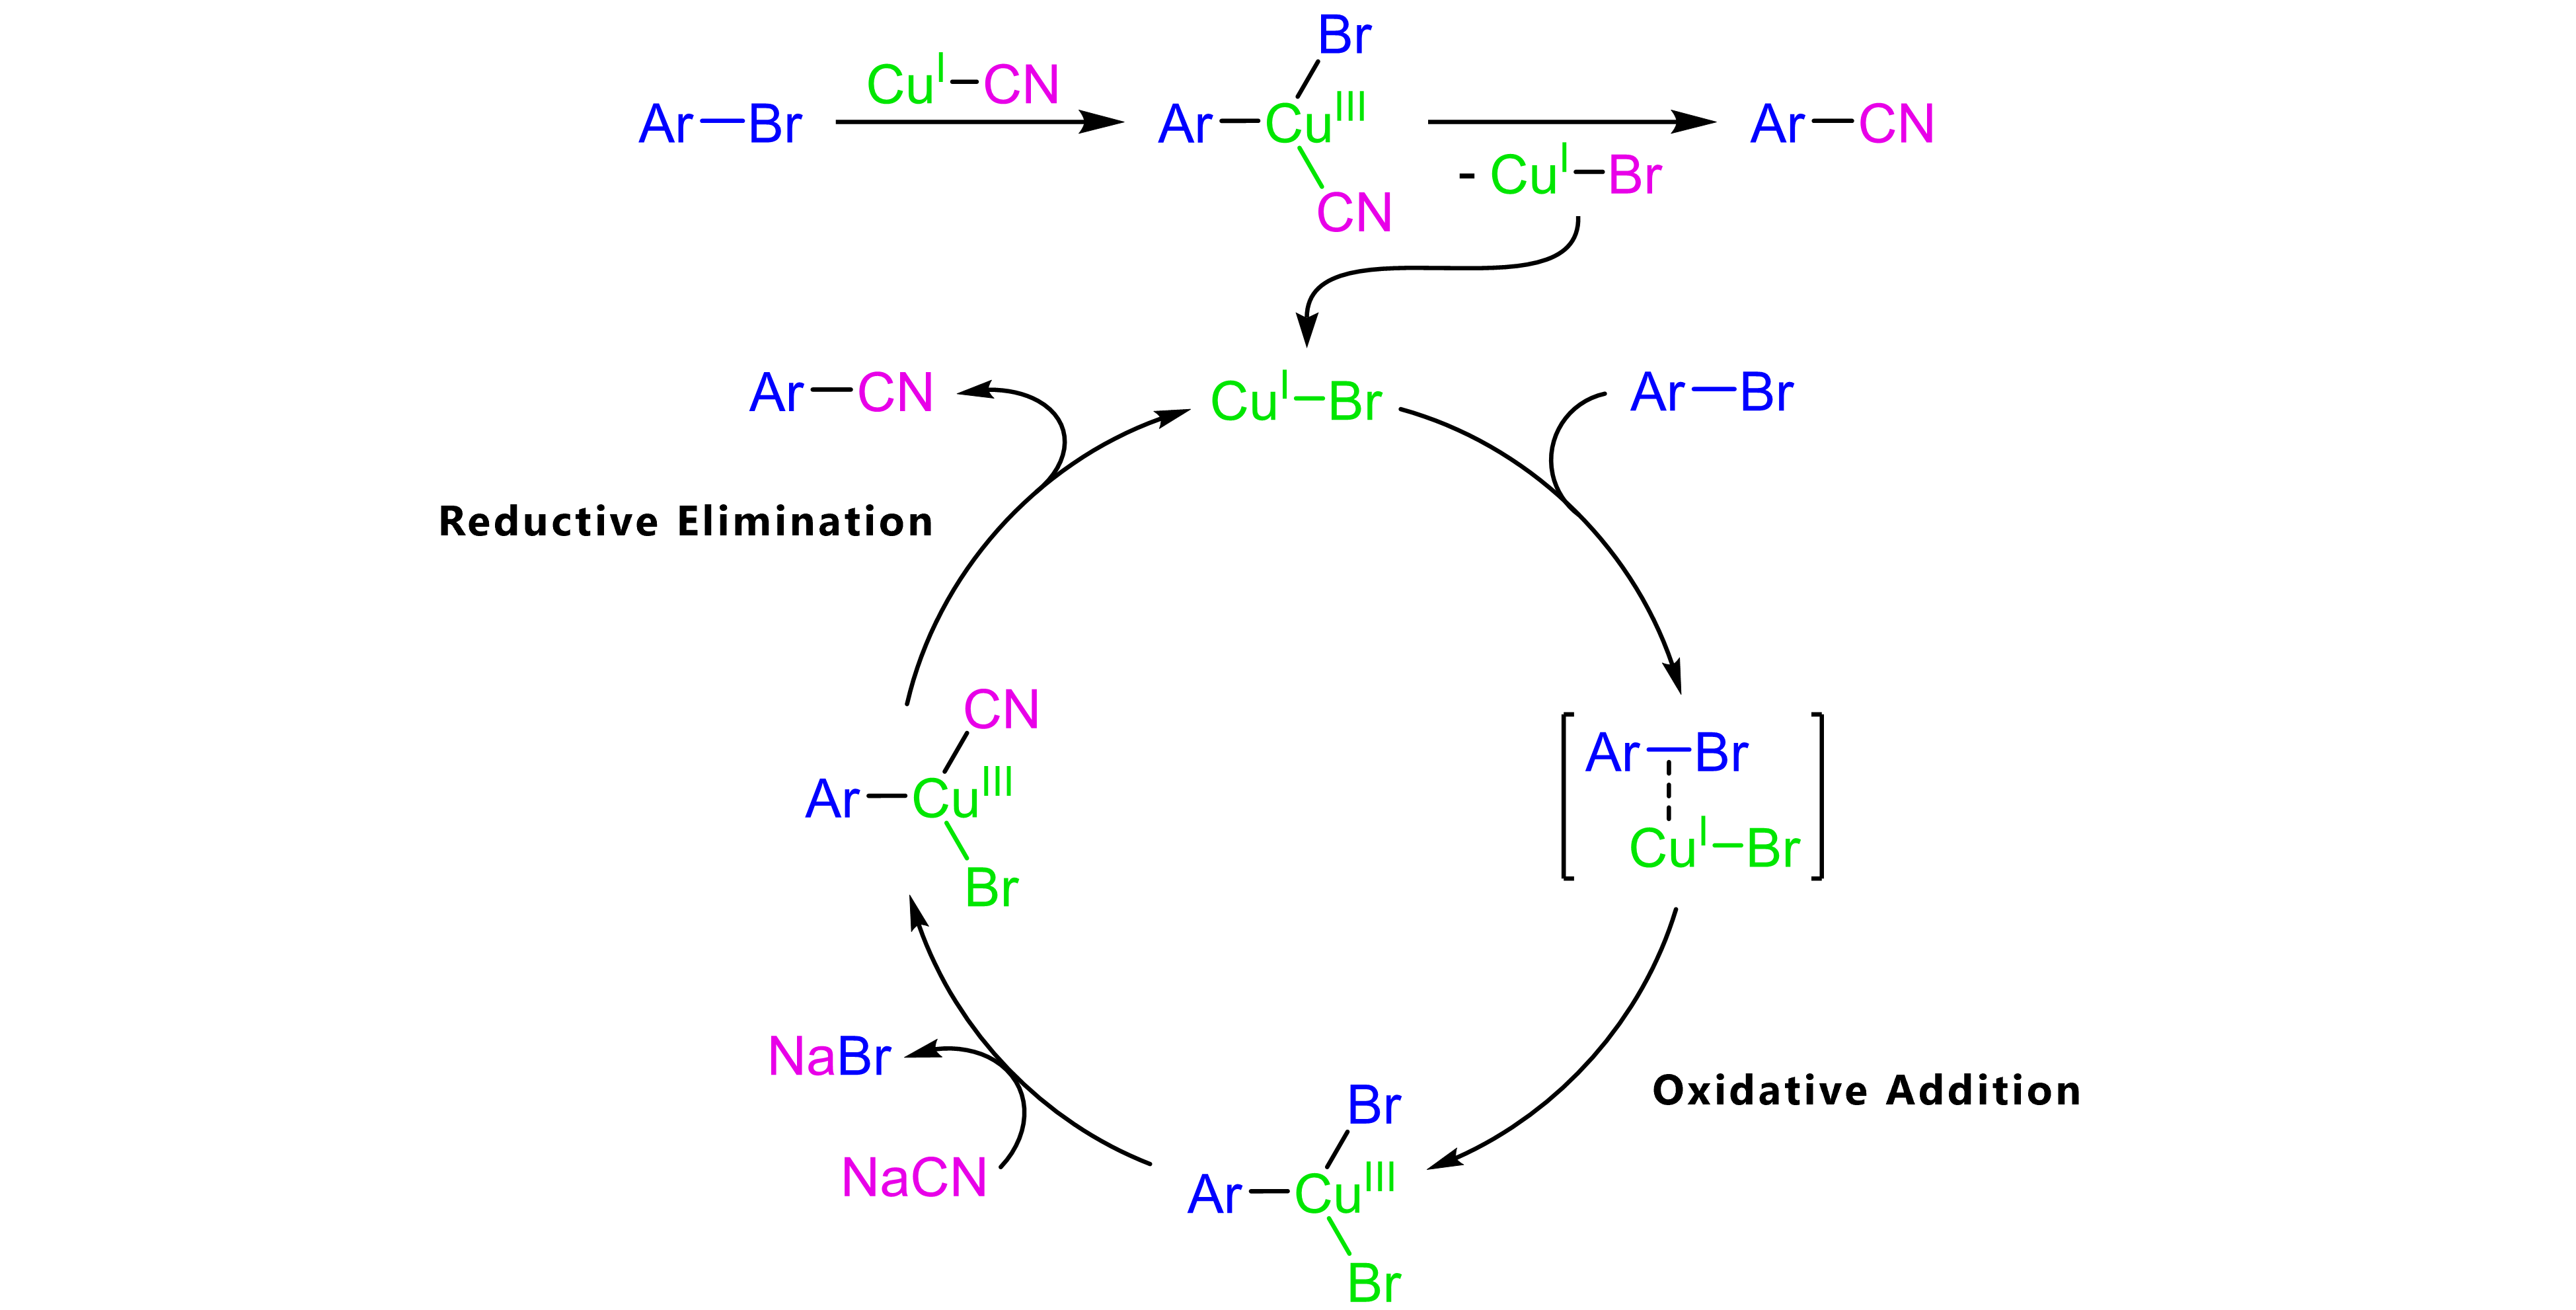 Br
Cu^I–CN
Ar–Br
Ar–Cu^III
Ar–CN
CN
- Cu^I–Br
Ar–CN
Cu^I–Br
Ar–Br
Reductive Elimination
CN
Ar–Br
Ar–Cu^III
Cu^I–Br
Br
NaBr
Br
Oxidative Addition
NaCN
Ar–Cu^III
Br